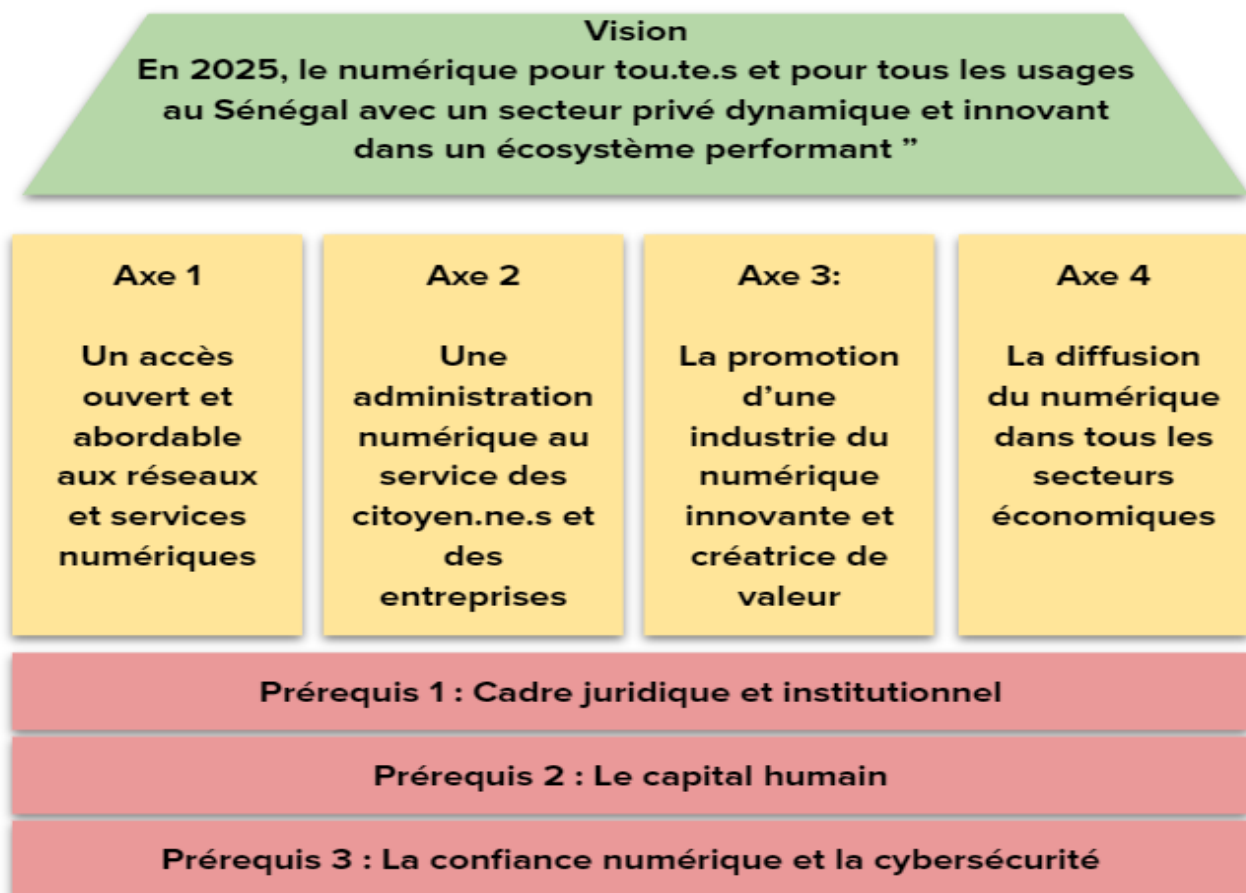 Vision
En 2025, le numérique pour tou.te.s et pour tous les usages
au Sénégal avec un secteur privé dynamique et innovant
dans un écosystème performant ”
Axe 1
Un accès
ouvert et
abordable
aux réseaux
et services
numériques
Axe 2
Une
administration
numérique au
service des
citoyen.ne.s et
des
entreprises
Axe 3:
La promotion
d’une
industrie du
numérique
innovante et
créatrice de
valeur
Axe 4
La diffusion
du numérique
dans tous les
secteurs
économiques
Prérequis 1 : Cadre juridique et institutionnel
Prérequis 2 : Le capital humain
Prérequis 3 : La confiance numérique et la cybersécurité